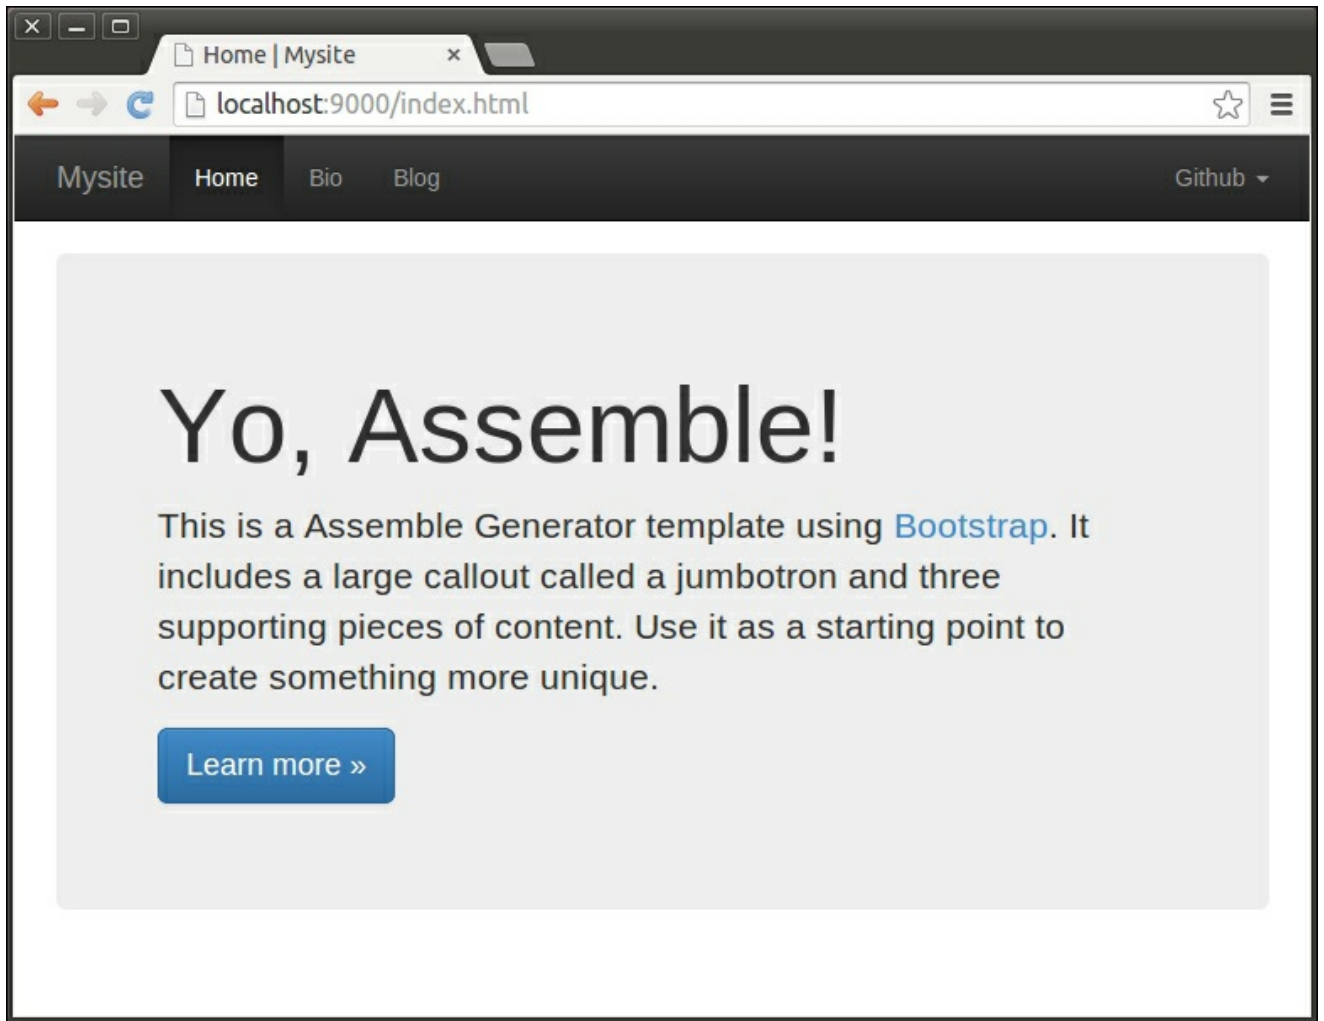 Home | Mysite
localhost:9000/index.html
Mysite Home Bio Blog Github
Yo, Assemble!
This is a Assemble Generator template using Bootstrap. It
includes a large callout called a jumbotron and three
supporting pieces of content. Use it as a starting point to
create something more unique.
Learn more »